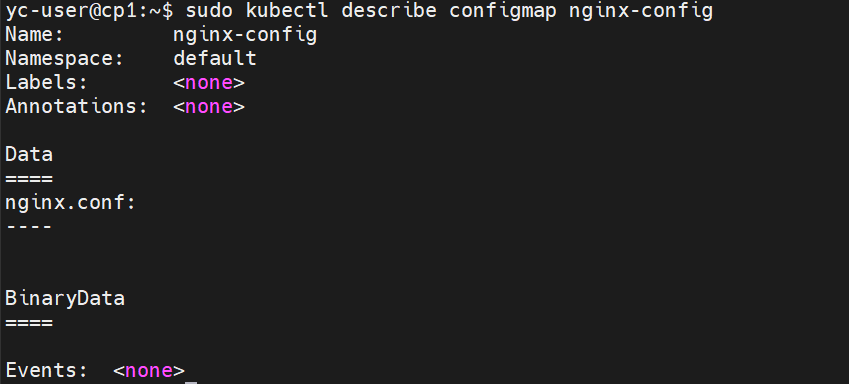 yc-user@cp1:~$ sudo kubectl describe configmap nginx-config
Name:         nginx-config
Namespace:    default
Labels:       <none>
Annotations:  <none>

Data
====
nginx.conf:
----


BinaryData
====

Events:  <none>